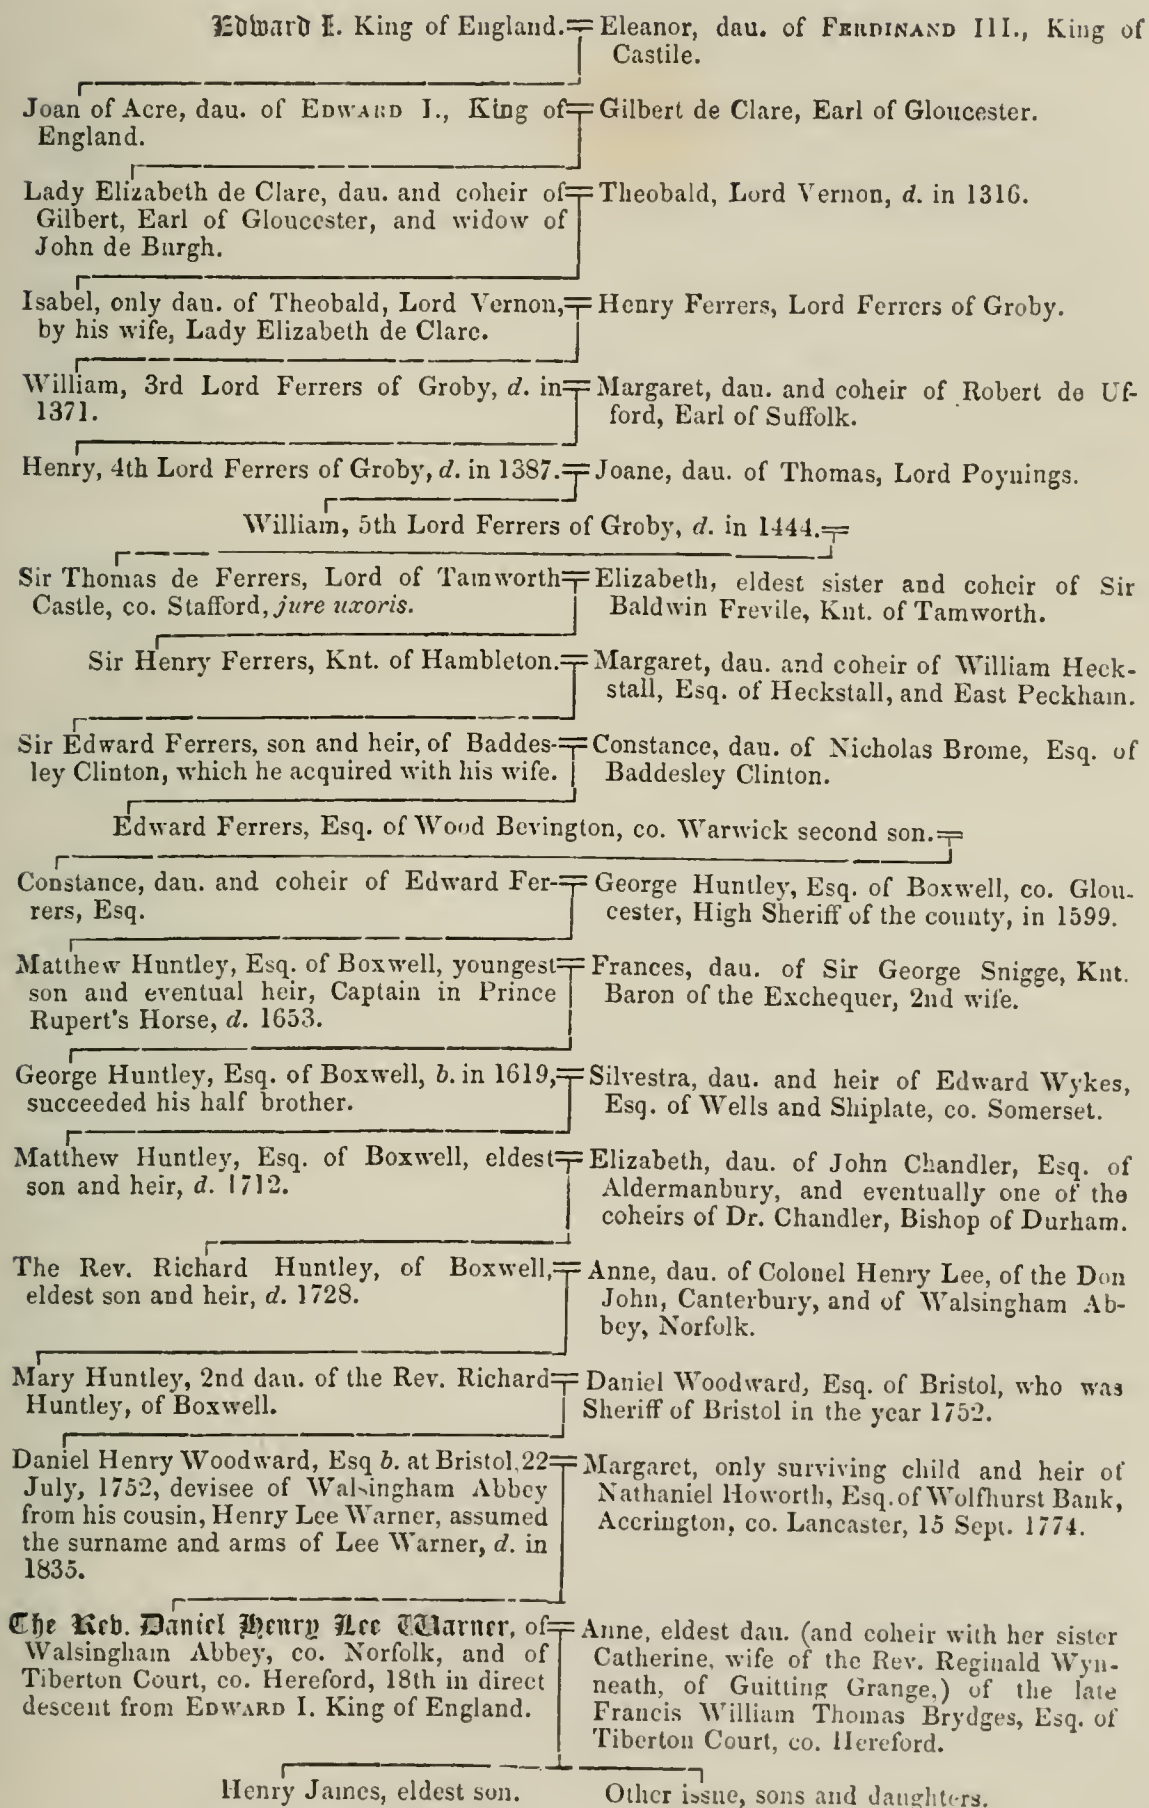 Edward I. King of England. = Eleanor, dau. of FERDINAND III., King of
Castile.
Joan of Acre, dau. of EDWARD I., King of
England.
= Gilbert de Clare, Earl of Gloucester.
Lady Elizabeth de Clare, dau. and coheir of
Gilbert, Earl of Gloucester, and widow of
John de Burgh.
= Theobald, Lord Vernon, d. in 1316.
Isabel, only dau. of Theobald, Lord Vernon,
by his wife, Lady Elizabeth de Clare.
= Henry Ferrers, Lord Ferrers of Groby.
William, 3rd Lord Ferrers of Groby, d. in
1371.
= Margaret, dau. and coheir of Robert de Uf-
ford, Earl of Suffolk.
Henry, 4th Lord Ferrers of Groby, d. in 1387. = Joane, dau. of Thomas, Lord Poynings.
William, 5th Lord Ferrers of Groby, d. in 1444. =
Sir Thomas de Ferrers, Lord of Tamworth
Castle, co. Stafford, jure uxoris.
= Elizabeth, eldest sister and coheir of Sir
Baldwin Frevile, Knt. of Tamworth.
Sir Henry Ferrers, Knt. of Hambleton. = Margaret, dau. and coheir of William Heck-
stall, Esq. of Heckstall, and East Peckham.
Sir Edward Ferrers, son and heir, of Baddes-
ley Clinton, which he acquired with his wife.
= Constance, dau. of Nicholas Brome, Esq. of
Baddesley Clinton.
Edward Ferrers, Esq. of Wood Bevington, co. Warwick second son. =
Constance, dau. and coheir of Edward Fer-
rers, Esq.
= George Huntley, Esq. of Boxwell, co. Glou-
cester, High Sheriff of the county, in 1599.
Matthew Huntley, Esq. of Boxwell, youngest
son and eventual heir, Captain in Prince
Rupert's Horse, d. 1653.
= Frances, dau. of Sir George Snigge, Knt.
Baron of the Exchequer, 2nd wife.
George Huntley, Esq. of Boxwell, b. in 1619,
succeeded his half brother.
= Silvestra, dau. and heir of Edward Wykes,
Esq. of Wells and Shiplate, co. Somerset.
Matthew Huntley, Esq. of Boxwell, eldest
son and heir, d. 1712.
= Elizabeth, dau. of John Chandler, Esq. of
Aldermanbury, and eventually one of the
coheirs of Dr. Chandler, Bishop of Durham.
The Rev. Richard Huntley, of Boxwell,
eldest son and heir, d. 1728.
= Anne, dau. of Colonel Henry Lee, of the Don
John, Canterbury, and of Walsingham Ab-
bey, Norfolk.
Mary Huntley, 2nd dau. of the Rev. Richard
Huntley, of Boxwell.
= Daniel Woodward, Esq. of Bristol, who was
Sheriff of Bristol in the year 1752.
Daniel Henry Woodward, Esq b. at Bristol, 22
July, 1752, devisee of Walsingham Abbey
from his cousin, Henry Lee Warner, assumed
the surname and arms of Lee Warner, d. in
1835.
= Margaret, only surviving child and heir of
Nathaniel Howorth, Esq. of Wolfhurst Bank,
Accrington, co. Lancaster, 15 Sept. 1774.
The Rev. Daniel Henry Lee Warner, of
Walsingham Abbey, co. Norfolk, and of
Tiberton Court, co. Hereford, 18th in direct
descent from EDWARD I. King of England.
= Anne, eldest dau. (and coheir with her sister
Catherine, wife of the Rev. Reginald Wyn-
neath, of Guitting Grange,) of the late
Francis William Thomas Brydges, Esq. of
Tiberton Court, co. Hereford.
Henry James, eldest son. Other issue, sons and daughters.